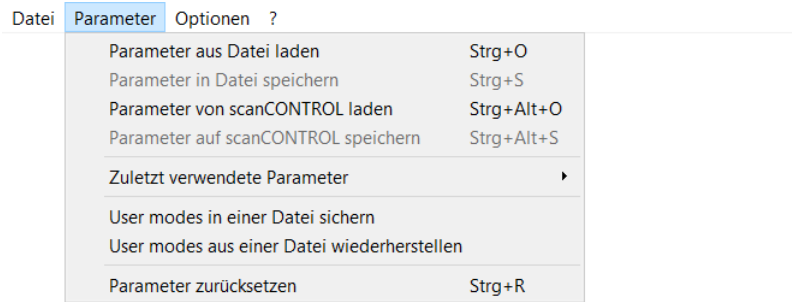 Datei Parameter Optionen ?
Parameter aus Datei laden Strg+O
Parameter in Datei speichern Strg+S
Parameter von scanCONTROL laden Strg+Alt+O
Parameter auf scanCONTROL speichern Strg+Alt+S
Zuletzt verwendete Parameter
User modes in einer Datei sichern
User modes aus einer Datei wiederherstellen
Parameter zurücksetzen Strg+R